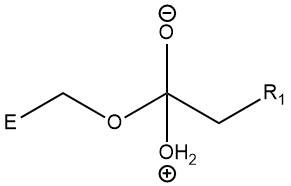 ⊖
O
R₁
E
O
OH₂
⊕